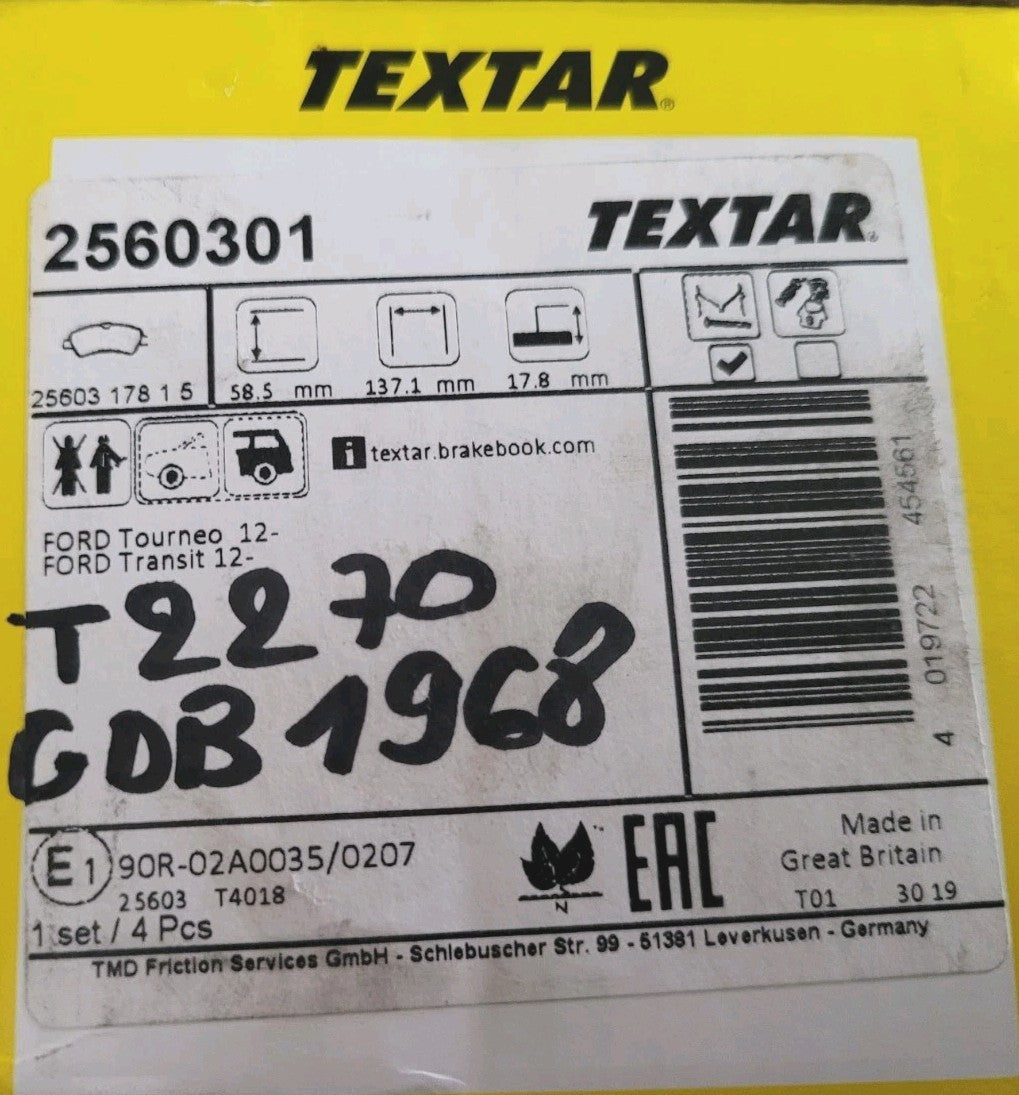 TEXTAR®
2560301
TEXTAR®
25603 178 1 5
58.5 mm
137.1 mm
17.8 mm
i textar.brakebook.com
FORD Tourneo 12-
FORD Transit 12-
T2270
GDB1968
4 019722 454561
E1 90R-02A0035/0207
25603 T4018
1 set / 4 Pcs
N
EAC
Made in
Great Britain
T01 30 19
TMD Friction Services GmbH - Schlebuscher Str. 99 - 51381 Leverkusen - Germany